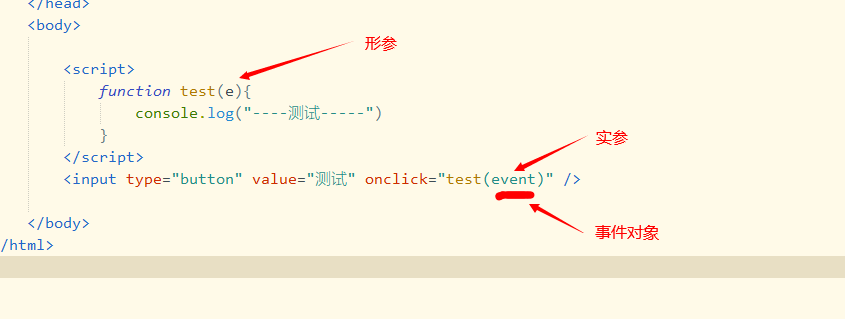 </head>
<body>
形参
<script>
function test(e){
console.log("----测试-----")
}
实参
</script>
<input type="button" value="测试" onclick="test(event)" />
事件对象
</body>
/html>